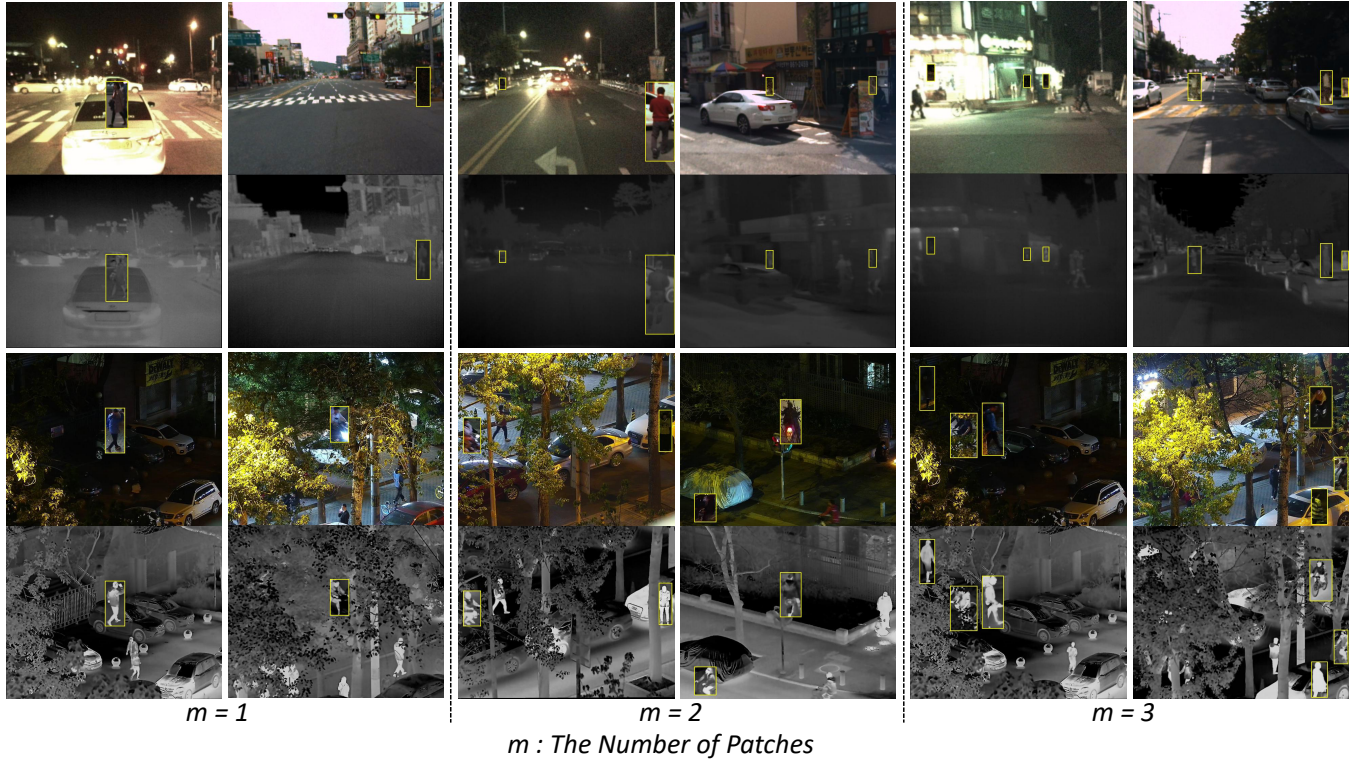 m = 1
m = 2
m = 3
m : The Number of Patches